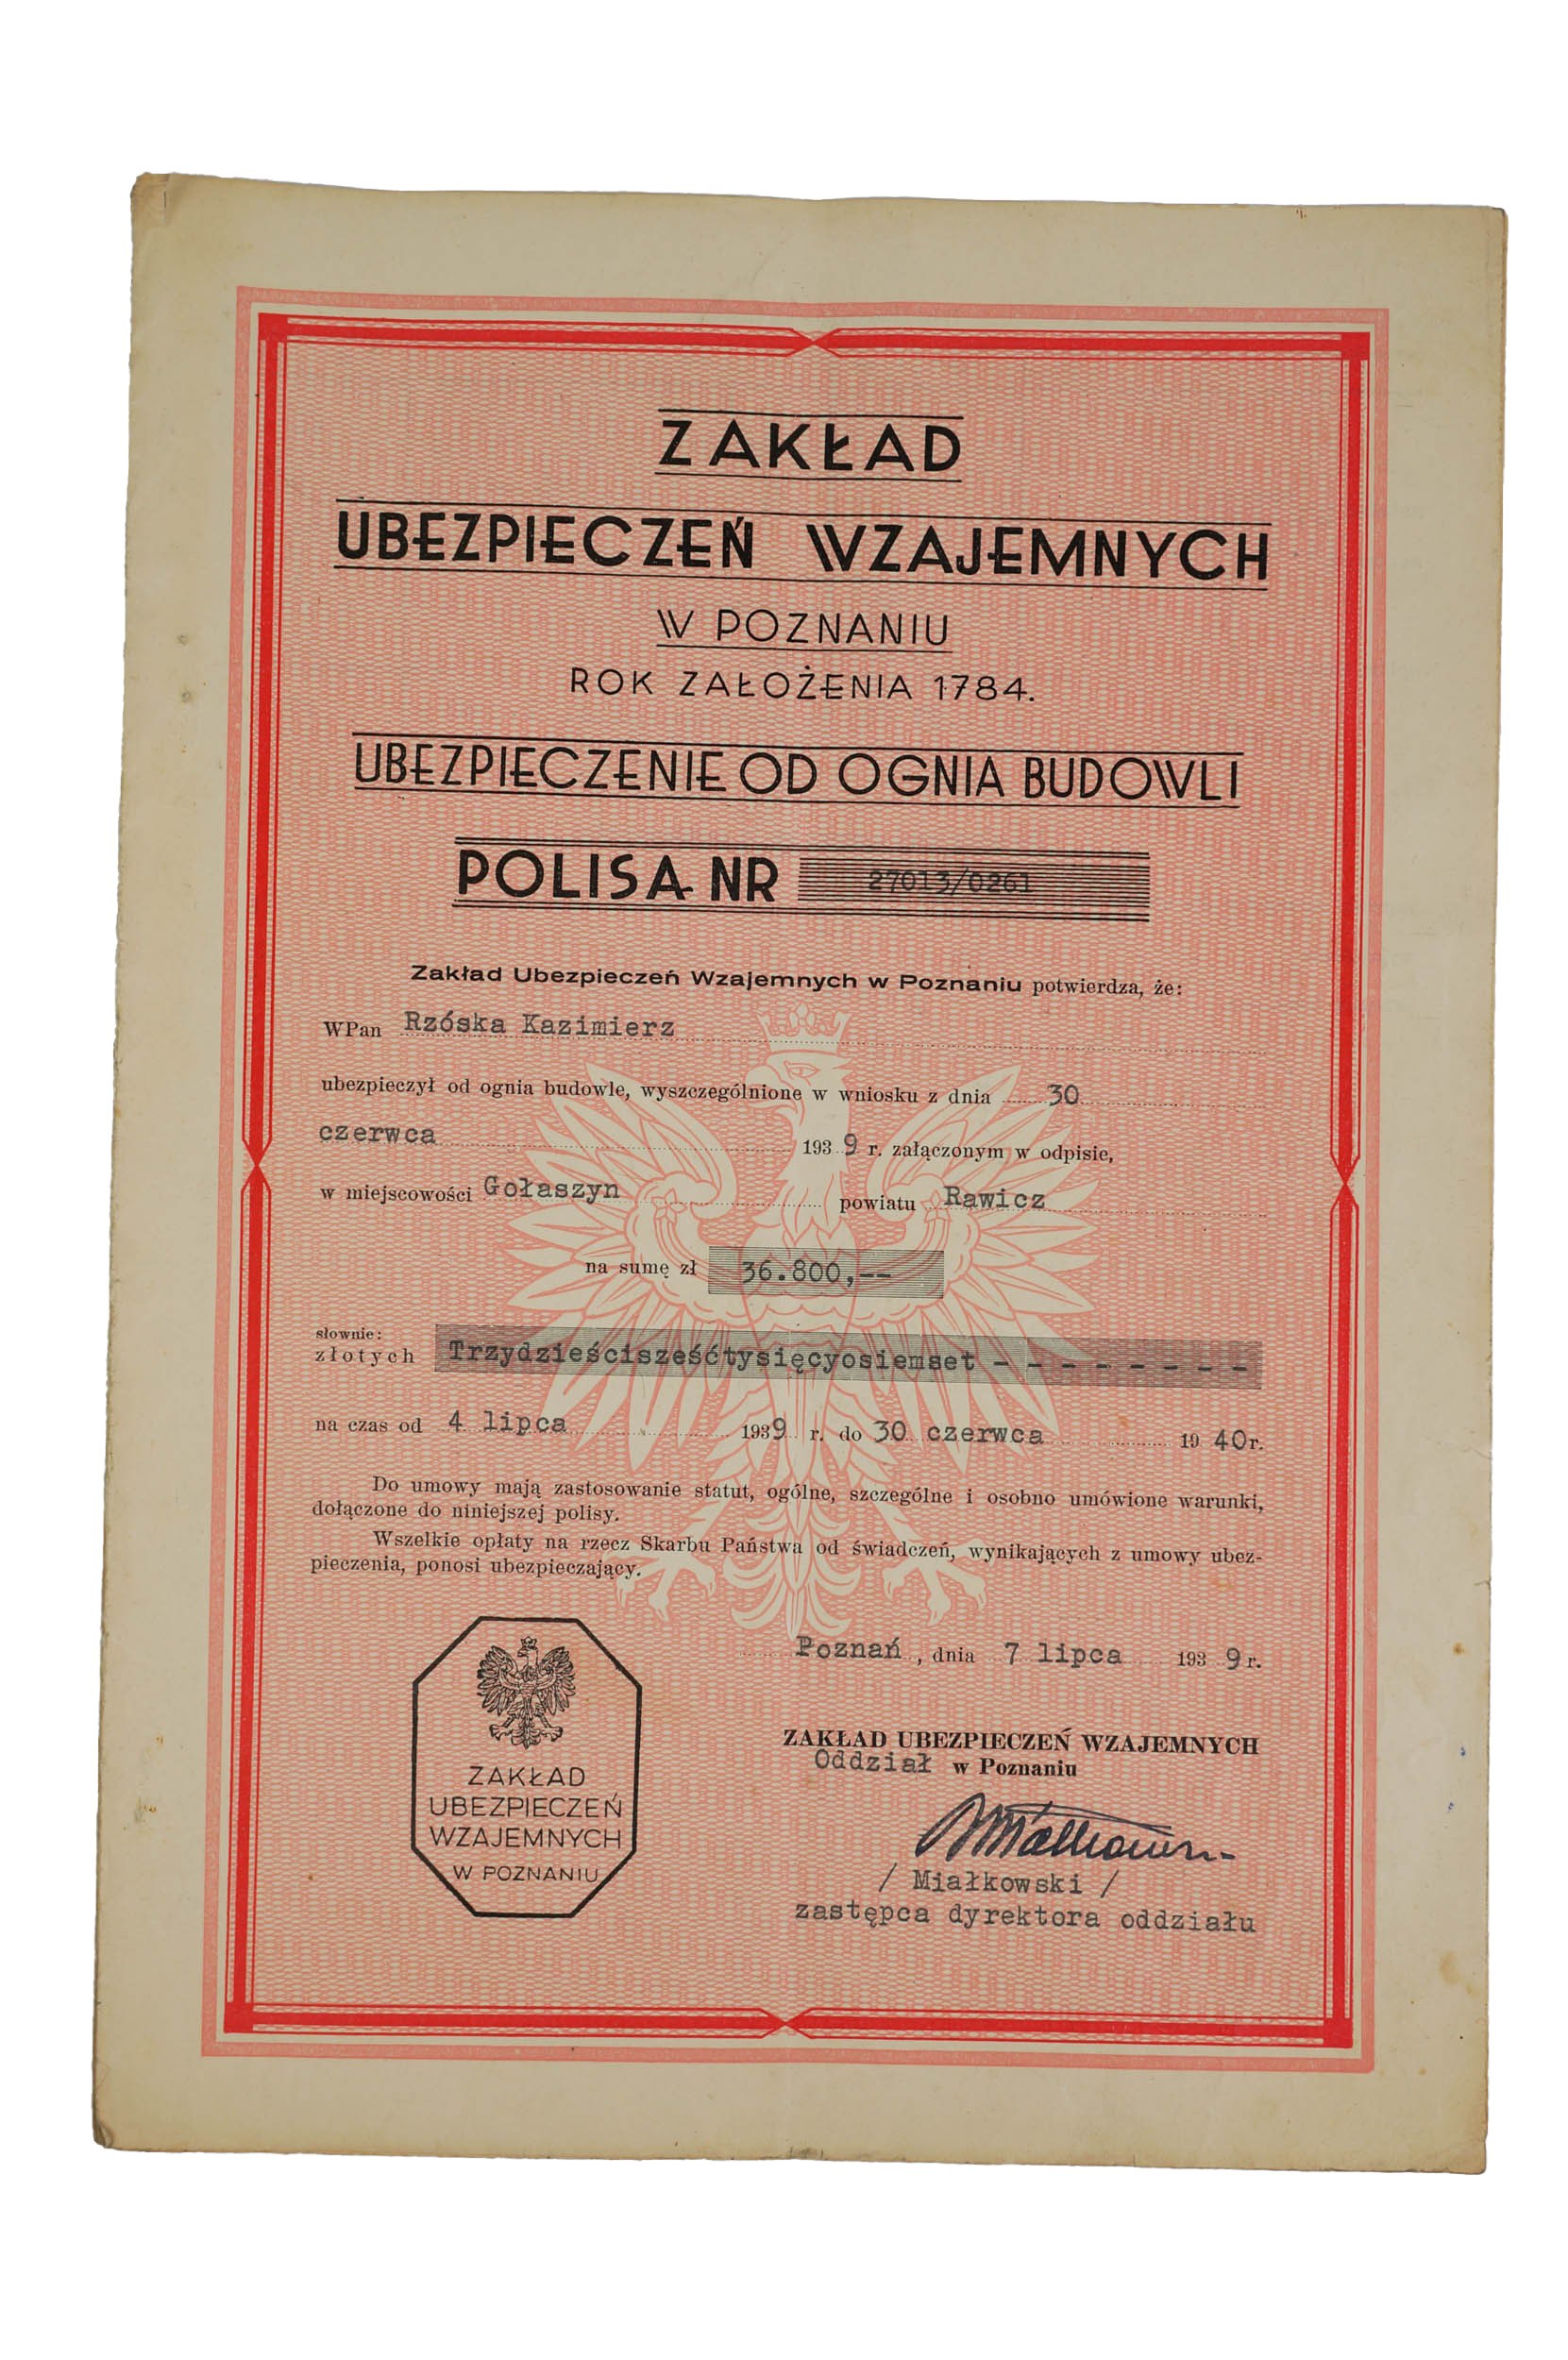 ZAKŁAD
UBEZPIECZEŃ WZAJEMNYCH
W POZNANIU
ROK ZAŁOŻENIA 1784.
UBEZPIECZENIE OD OGNIA BUDOWLI
POLISA NR 27013/0261
Zakład Ubezpieczeń Wzajemnych w Poznaniu potwierdza, że:
WPan Rzóska Kazimierz
ubezpieczył od ognia budowle, wyszczególnione w wniosku z dnia 30
czerwca 1939 r. załączonym w odpisie,
w miejscowości Gołaszyn powiatu Rawicz
na sumę zł 36.800,--
słownie:
złotych Trzydzieścisześćtysięcyosiemset - - - - - - - -
na czas od 4 lipca 1939 r. do 30 czerwca 1940 r.
Do umowy mają zastosowanie statut, ogólne, szczególne i osobno umówione warunki,
dołączone do niniejszej polisy.
Wszelkie opłaty na rzecz Skarbu Państwa od świadczeń, wynikających z umowy ubez-
pieczenia, ponosi ubezpieczający.
Poznań, dnia 7 lipca 1939 r.
ZAKŁAD UBEZPIECZEŃ WZAJEMNYCH
Oddział w Poznaniu
Miałkowski
/ Miałkowski /
zastępca dyrektora oddziału
ZAKŁAD
UBEZPIECZEŃ
WZAJEMNYCH
W POZNANIU